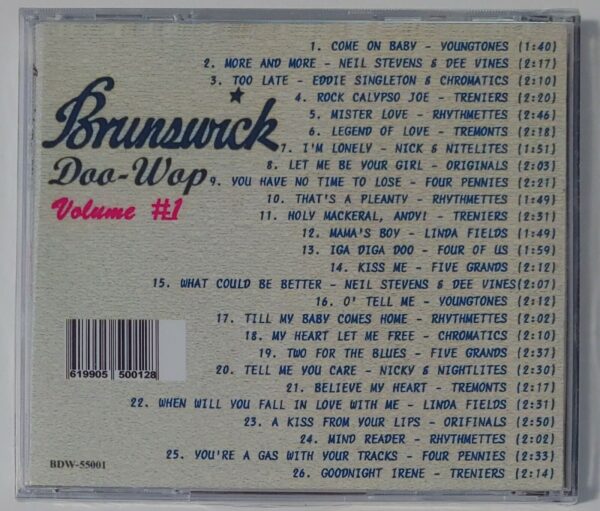 1. COME ON BABY - YOUNGTONES (1:40)
2. MORE AND MORE - NEIL STEVENS & DEE VINES (2:17)
3. TOO LATE - EDDIE SINGLETON & CHROMATICS (2:10)
4. ROCK CALYPSO JOE - TRENIERS (2:20)
5. MISTER LOVE - RHYTHMETTES (2:46)
6. LEGEND OF LOVE - TREMONTS (2:18)
7. I'M LONELY - NICK & NITELITES (1:51)
8. LET ME BE YOUR GIRL - ORIGINALS (2:03)
9. YOU HAVE NO TIME TO LOSE - FOUR PENNIES (2:21)
10. THAT'S A PLEANTY - RHYTHMETTES (1:49)
11. HOLY MACKERAL, ANDY! - TRENIERS (2:31)
12. MAMA'S BOY - LINDA FIELDS (1:49)
13. IGA DIGA DOO - FOUR OF US (1:59)
14. KISS ME - FIVE GRANDS (2:12)
15. WHAT COULD BE BETTER - NEIL STEVENS & DEE VINES(2:07)
16. O' TELL ME - YOUNGTONES (2:12)
17. TILL MY BABY COMES HOME - RHYTHMETTES (2:02)
18. MY HEART LET ME FREE - CHROMATICS (2:10)
19. TWO FOR THE BLUES - FIVE GRANDS (2:37)
20. TELL ME YOU CARE - NICKY & NIGHTLITES (2:30)
21. BELIEVE MY HEART - TREMONTS (2:17)
22. WHEN WILL YOU FALL IN LOVE WITH ME - LINDA FIELDS (2:31)
23. A KISS FROM YOUR LIPS - ORIFINALS (2:50)
24. MIND READER - RHYTHMETTES (2:02)
25. YOU'RE A GAS WITH YOUR TRACKS - FOUR PENNIES (2:33)
26. GOODNIGHT IRENE - TRENIERS (2:14)
Brunswick
Doo-Wop
Volume #1
619905 500128
BDW-55001